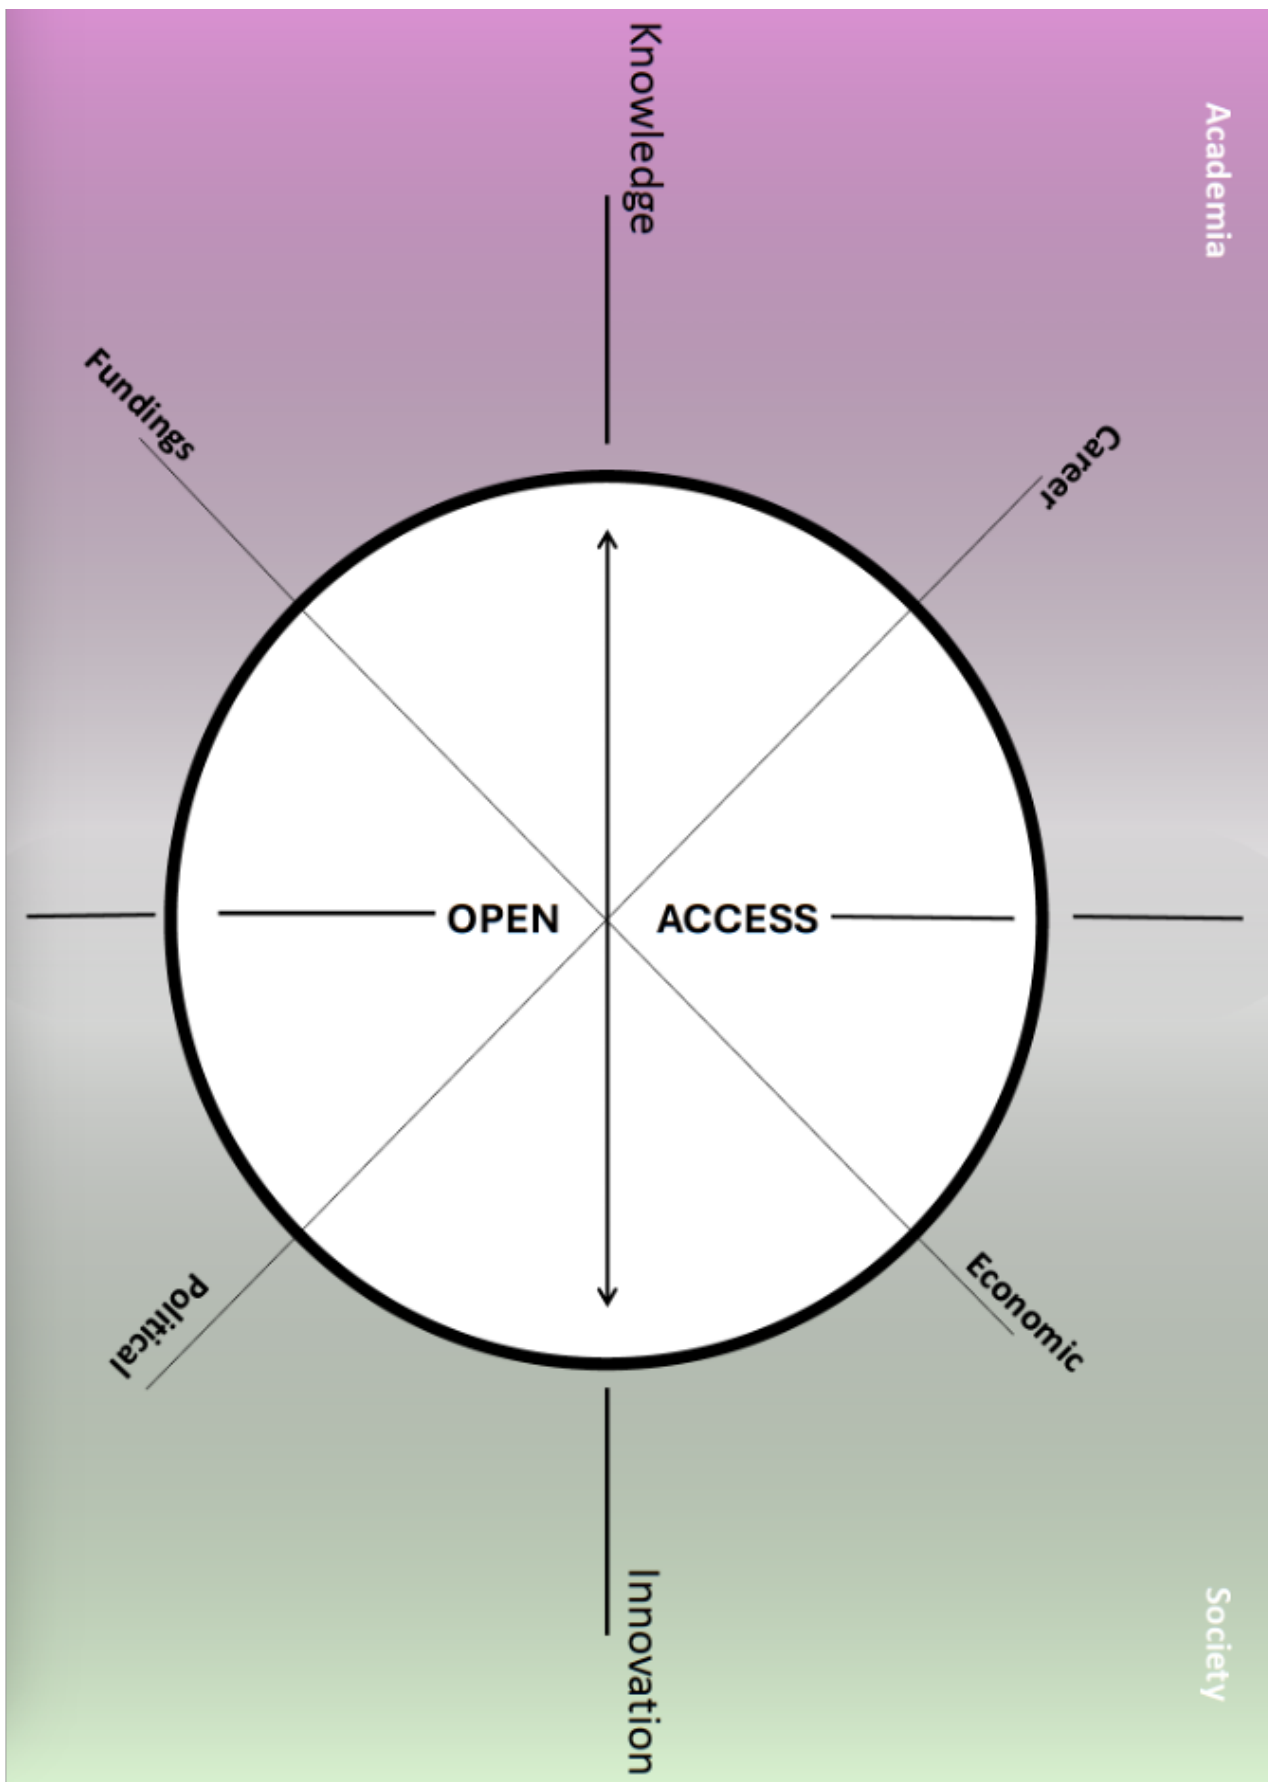 Knowledge
Academia
Fundings
Career
OPEN ACCESS
Political
Economic
Innovation
Society